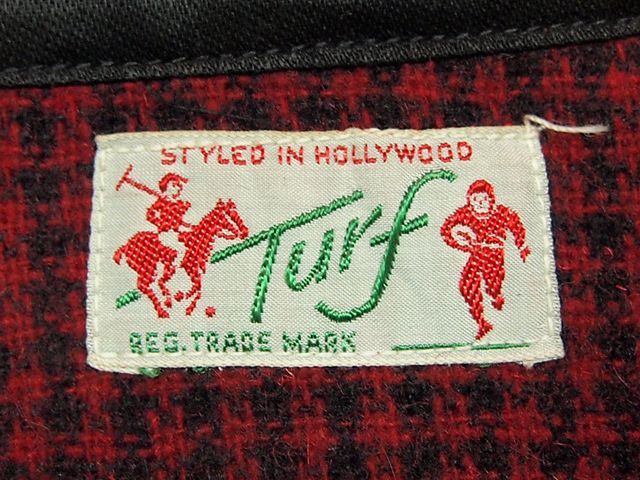 STYLED IN HOLLYWOOD
Turf
REG. TRADE MARK